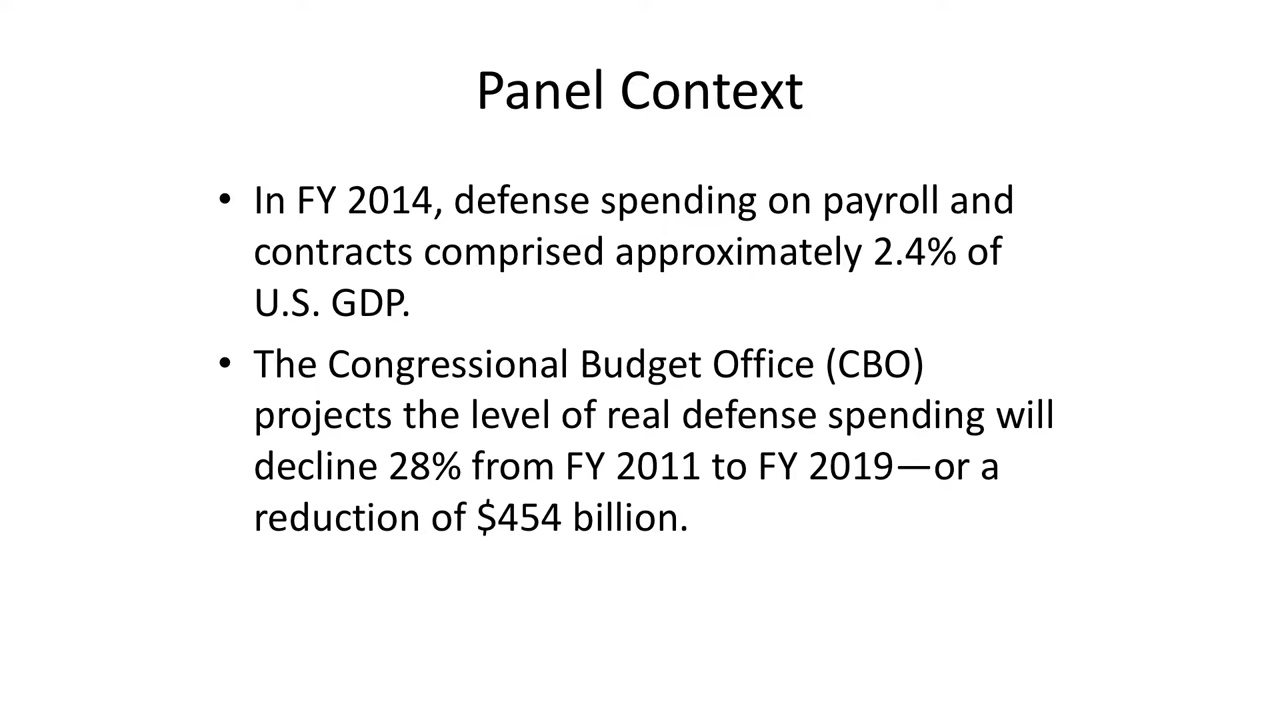 Panel Context
• In FY 2014, defense spending on payroll and
contracts comprised approximately 2.4% of
U.S. GDP.
• The Congressional Budget Office (CBO)
projects the level of real defense spending will
decline 28% from FY 2011 to FY 2019—or a
reduction of $454 billion.